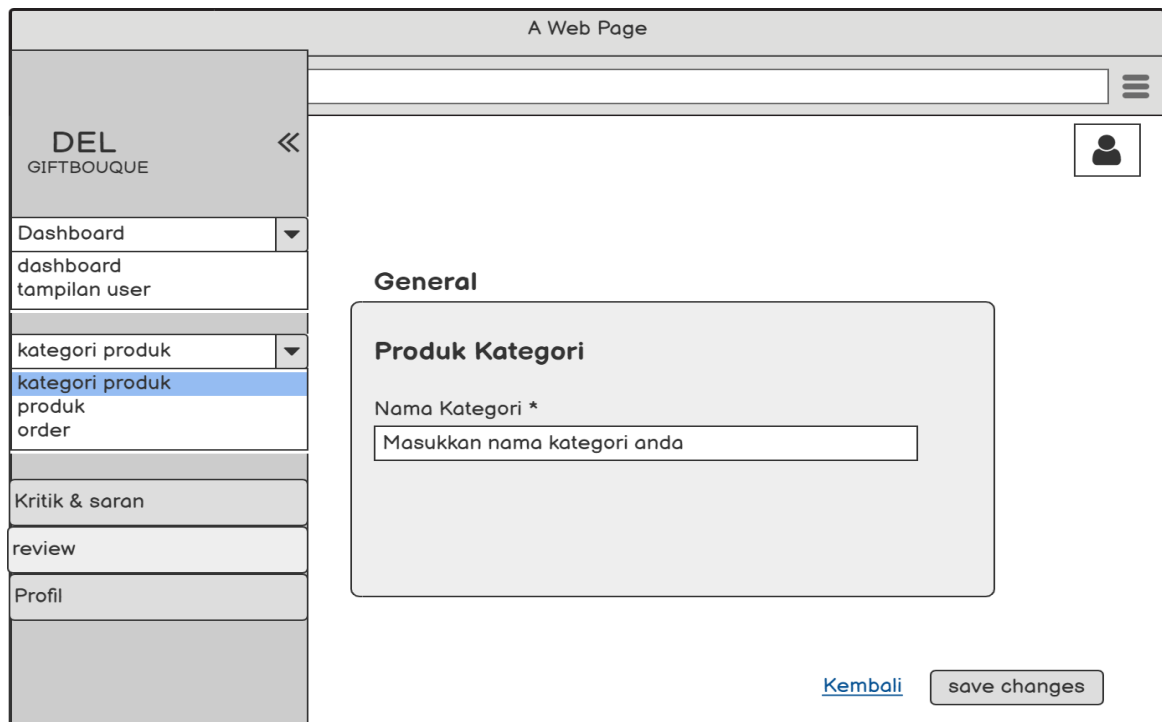 A Web Page
DEL
GIFTBOUQUE
Dashboard
dashboard
tampilan user
kategori produk
kategori produk
produk
order
Kritik & saran
review
Profil
General
Produk Kategori
Nama Kategori *
Masukkan nama kategori anda
Kembali
save changes